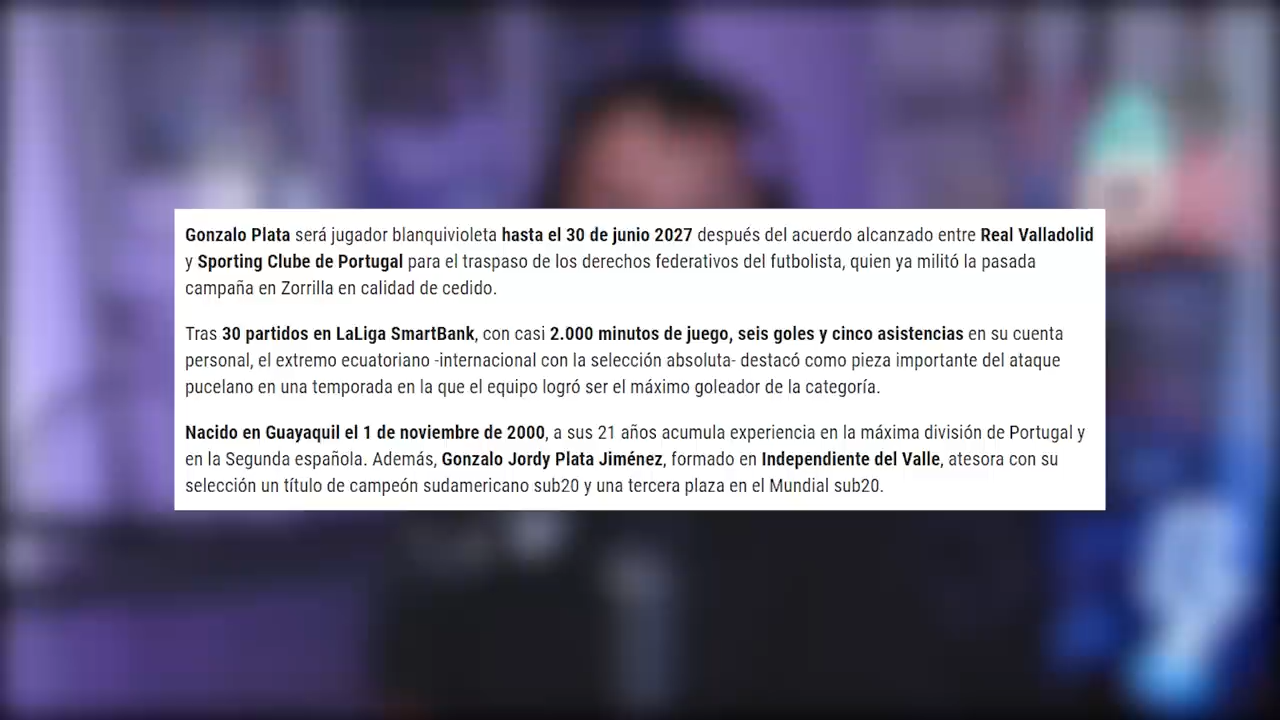 Gonzalo Plata será jugador blanquivioleta hasta el 30 de junio 2027 después del acuerdo alcanzado entre Real Valladolid
y Sporting Clube de Portugal para el traspaso de los derechos federativos del futbolista, quien ya militó la pasada
campaña en Zorrilla en calidad de cedido.
Tras 30 partidos en LaLiga SmartBank, con casi 2.000 minutos de juego, seis goles y cinco asistencias en su cuenta
personal, el extremo ecuatoriano -internacional con la selección absoluta- destacó como pieza importante del ataque
pucelano en una temporada en la que el equipo logró ser el máximo goleador de la categoría.
Nacido en Guayaquil el 1 de noviembre de 2000, a sus 21 años acumula experiencia en la máxima división de Portugal y
en la Segunda española. Además, Gonzalo Jordy Plata Jiménez, formado en Independiente del Valle, atesora con su
selección un título de campeón sudamericano sub20 y una tercera plaza en el Mundial sub20.